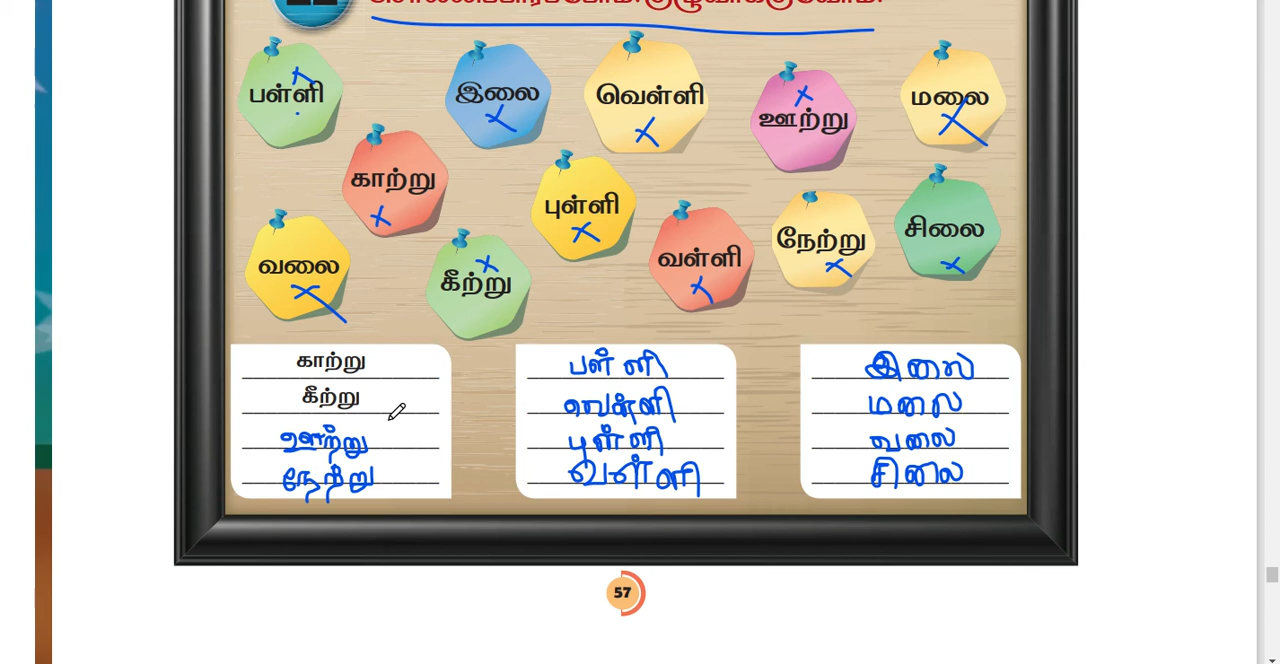 சொல்லிப்பார்ப்போம்! குழுவாக்குவோம்!
பள்ளி
இலை
வெள்ளி
ஊற்று
மலை
காற்று
புள்ளி
வள்ளி
நேற்று
சிலை
வலை
கீற்று
காற்று
கீற்று
ஊற்று
நேற்று
பள்ளி
வெள்ளி
புள்ளி
வள்ளி
இலை
மலை
வலை
சிலை
57